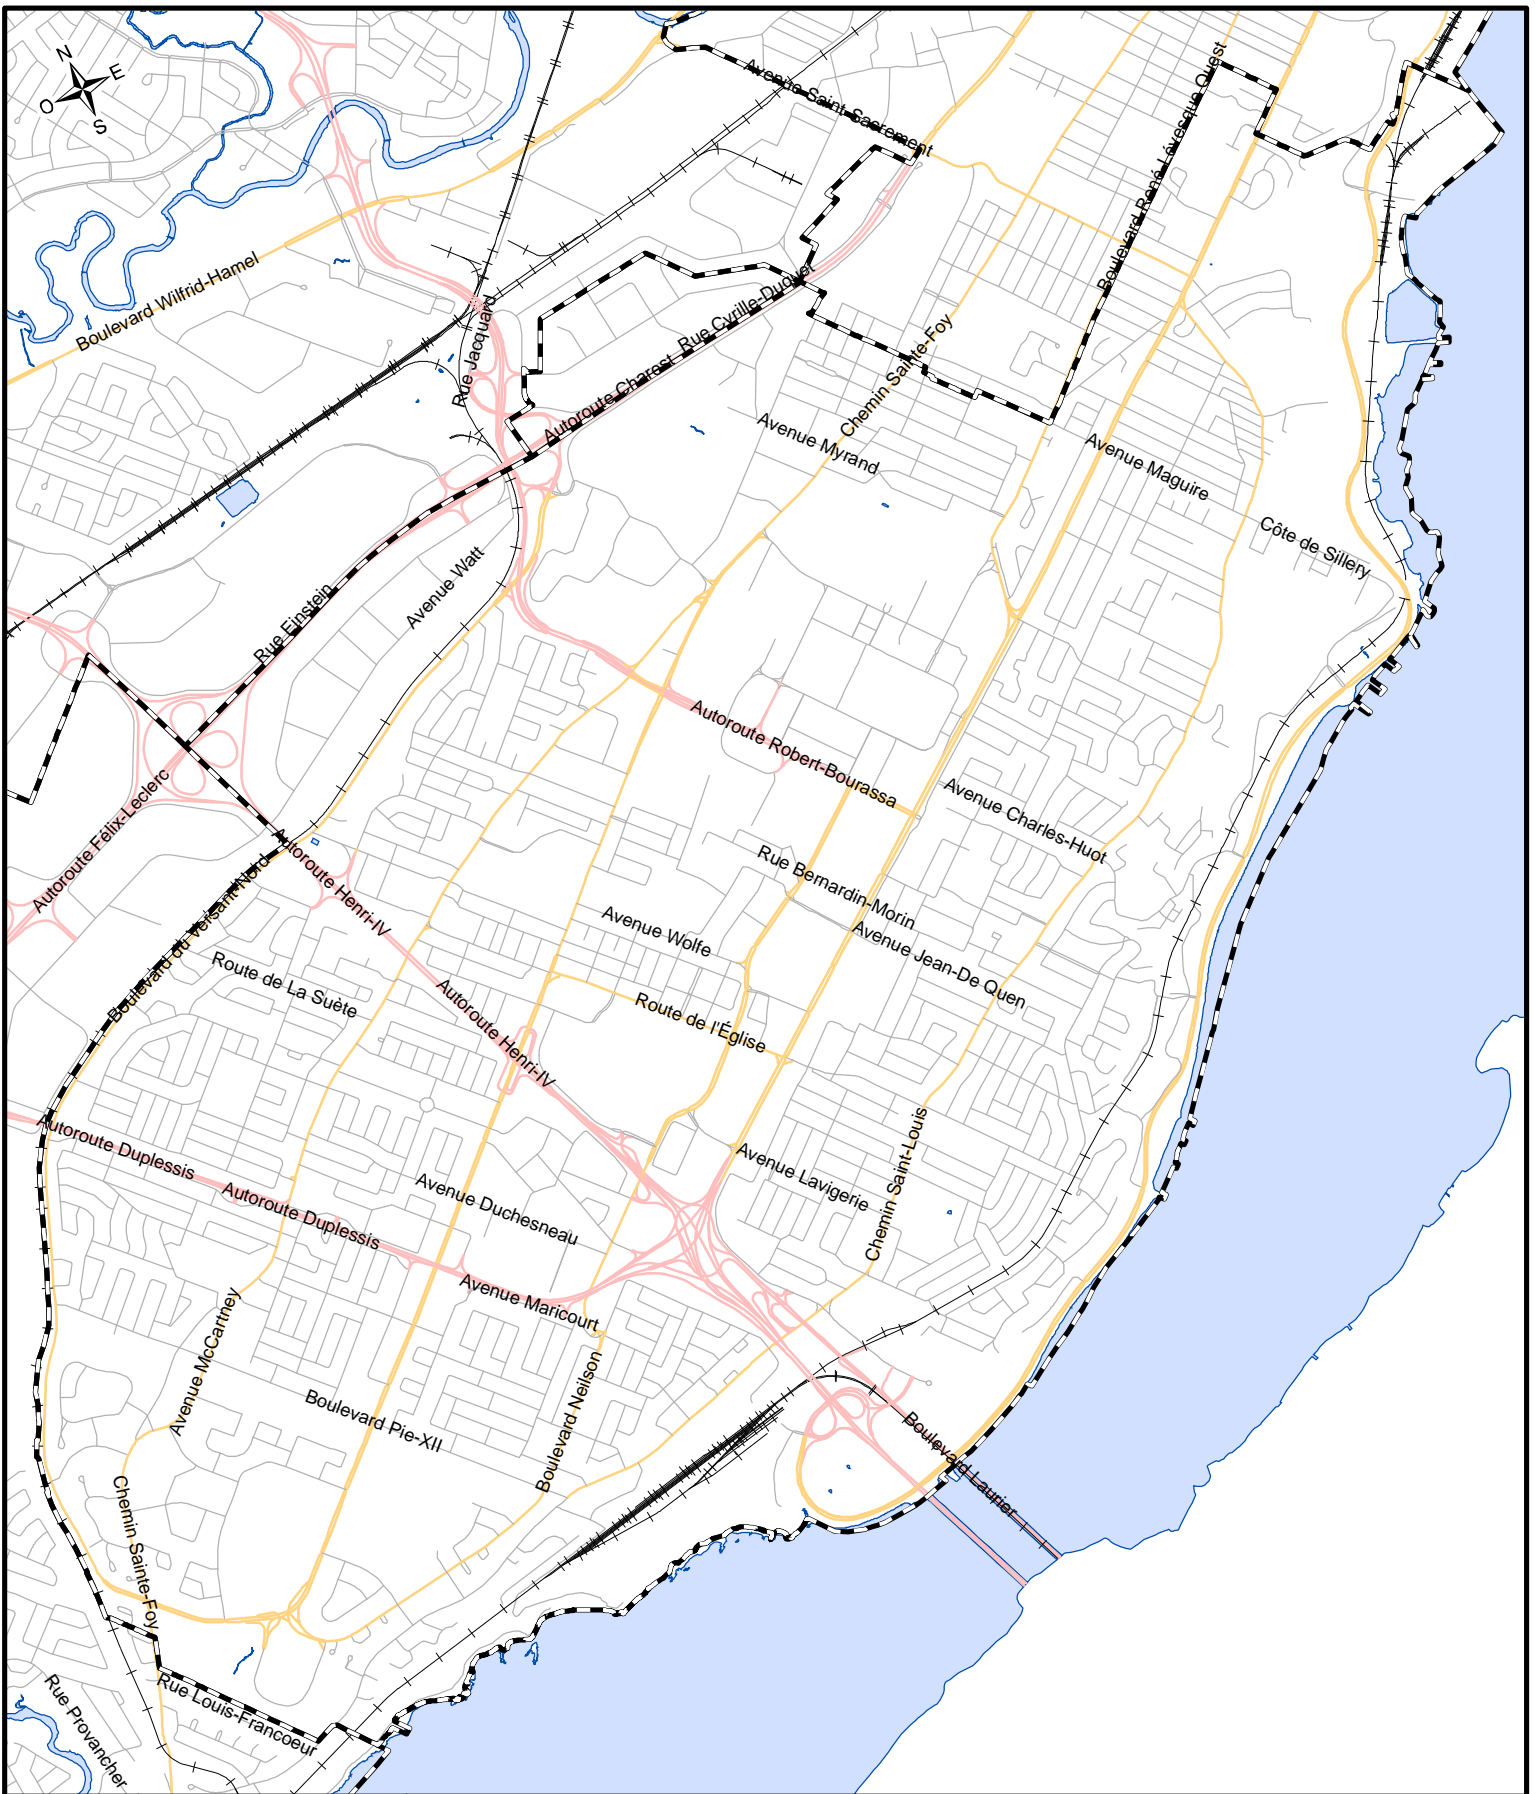 N
E
O
S
Avenue Saint-Sacrement
Boulevard René-Lévesque Ouest
Boulevard Wilfrid-Hamel
Rue Jacquard
Rue Cyrille-Duquet
Autoroute Charest
Chemin Sainte-Foy
Avenue Myrand
Avenue Maguire
Côte de Sillery
Avenue Watt
Rue Einstein
Autoroute Robert-Bourassa
Autoroute Félix-Leclerc
Avenue Charles-Huot
Autoroute Henri-IV
Rue Bernardin-Morin
Boulevard du Versant-Nord
Avenue Wolfe
Avenue Jean-De Quen
Route de La Suète
Autoroute Henri-IV
Route de l'Église
Autoroute Duplessis
Chemin Saint-Louis
Avenue Lavigerie
Autoroute Duplessis
Avenue Duchesneau
Avenue Maricourt
Avenue McCartney
Boulevard Neilson
Boulevard Pie-XII
Boulevard Laurier
Chemin Sainte-Foy
Rue Louis-Francoeur
Rue Provancher